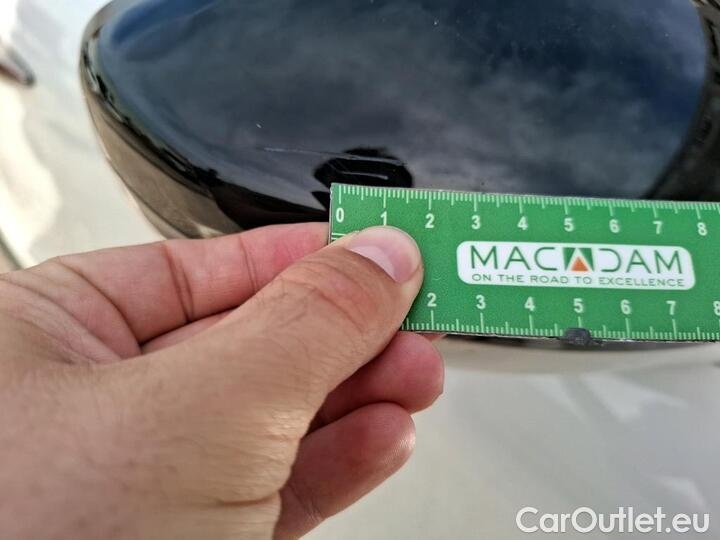 0 1 2 3 4 5 6 7 8
MACADAM
ON THE ROAD TO EXCELLENCE
2 3 4 5 6 7 8
CarOutlet.eu